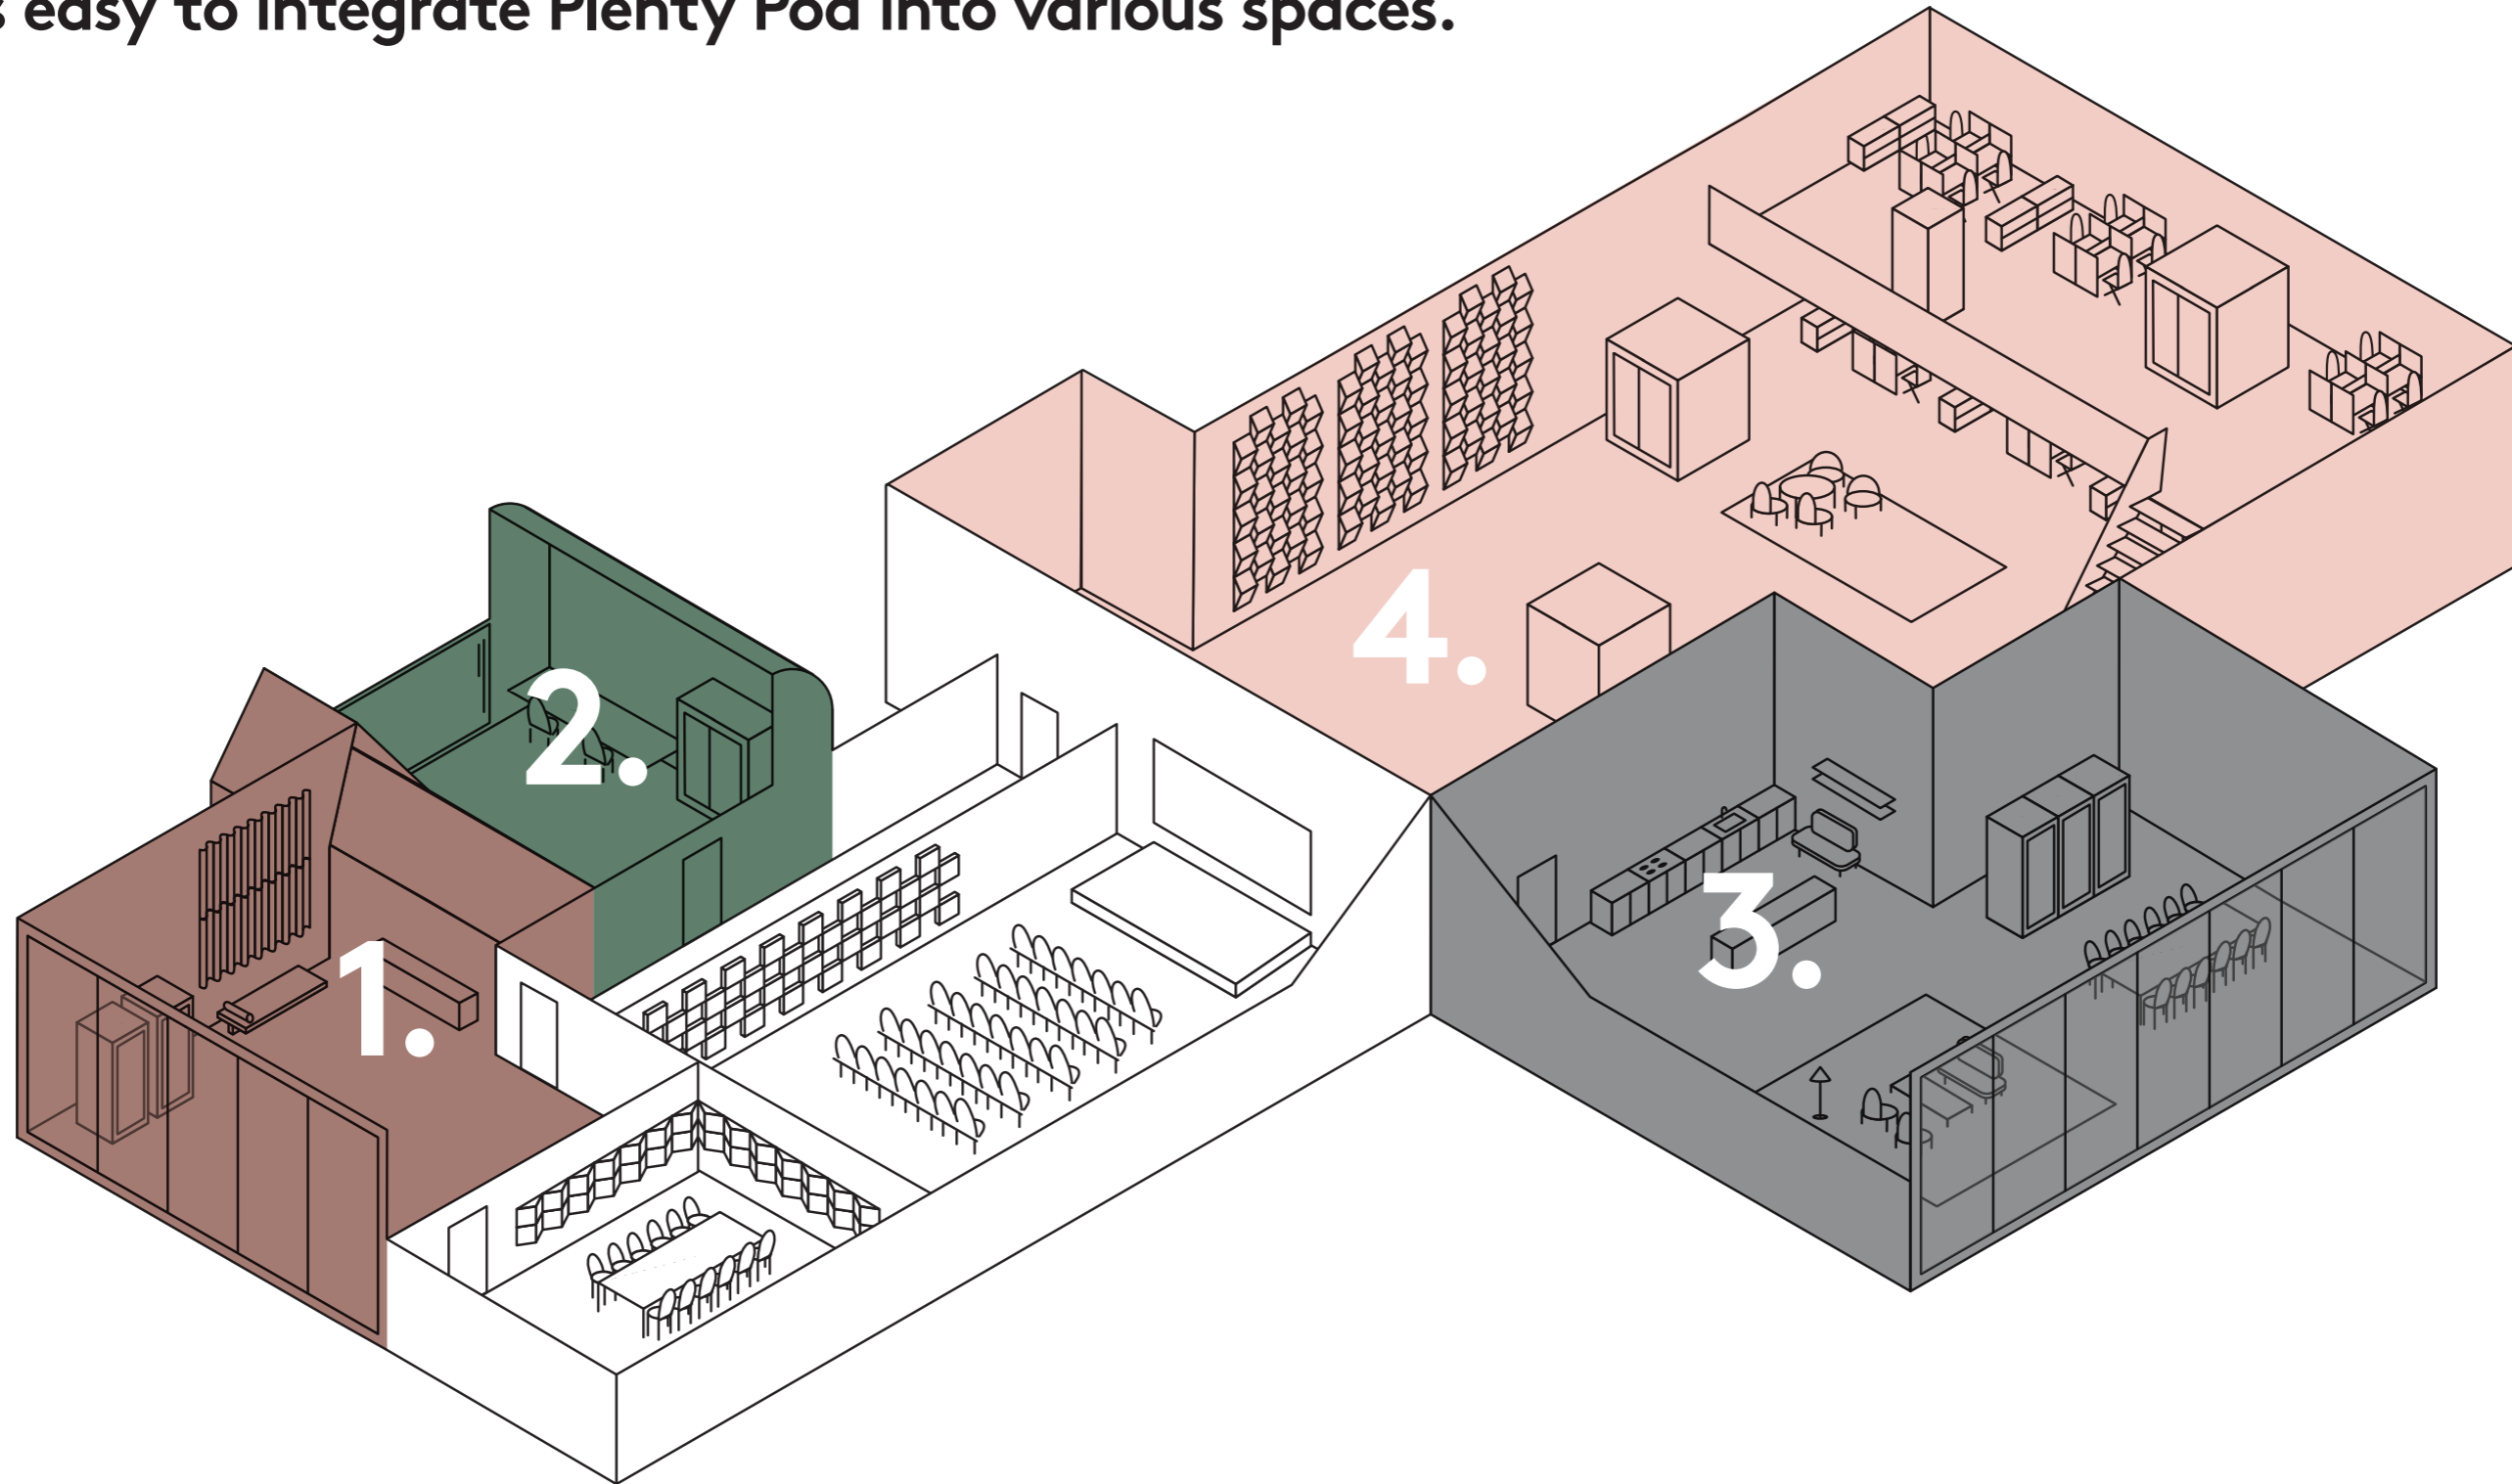 easy to integrate Plenty Pod into various spaces.
2.
4.
3.
1.